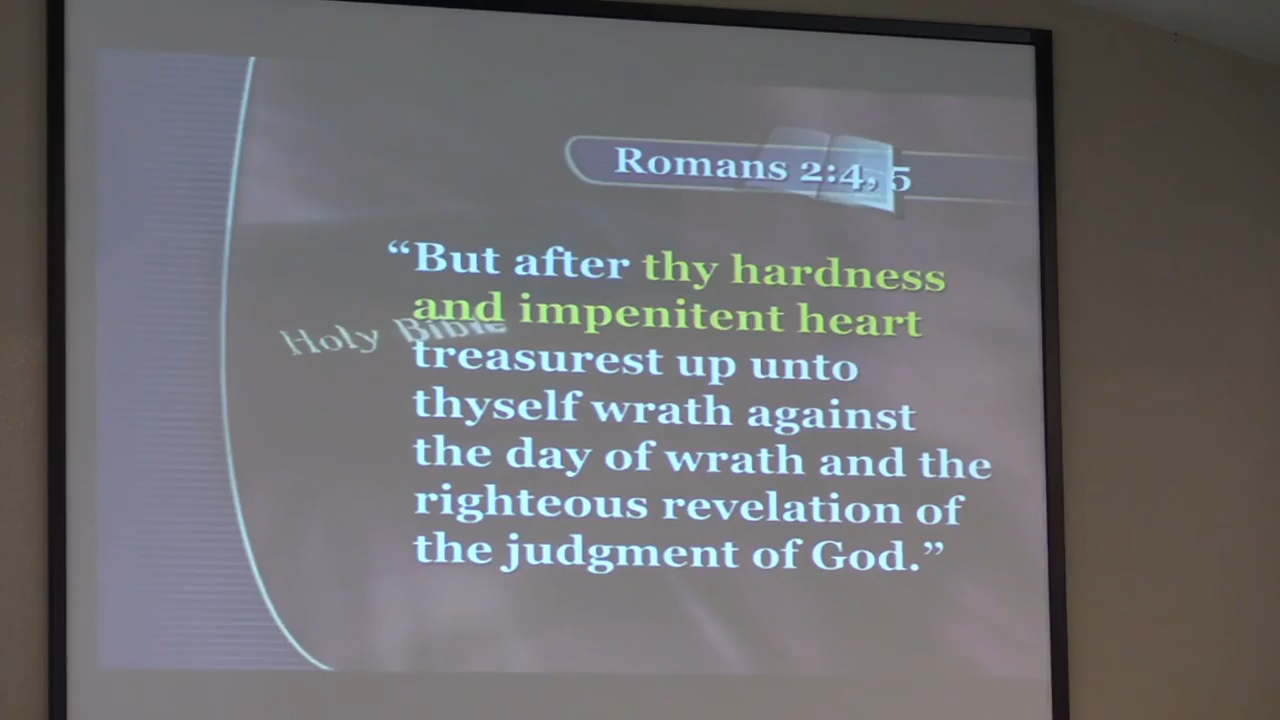 Romans 2:4, 5
“But after thy hardness
and impenitent heart
Holy Bible
treasurest up unto
thyself wrath against
the day of wrath and the
righteous revelation of
the judgment of God.”